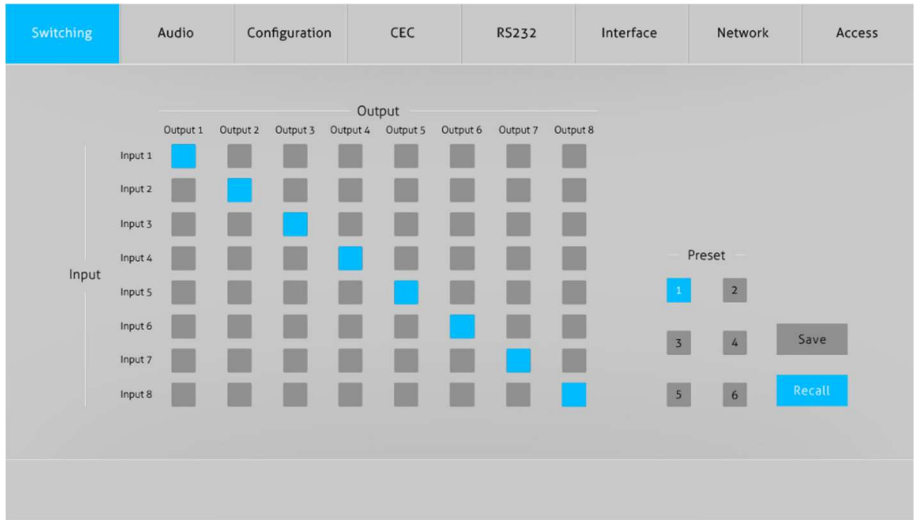 Switching Audio Configuration CEC RS232 Interface Network Access
Output
Output 1 Output 2 Output 3 Output 4 Output 5 Output 6 Output 7 Output 8
Input 1
Input 2
Input 3
Input 4
Input
Input 5
Input 6
Input 7
Input 8
Preset
1 2
3 4 Save
5 6 Recall